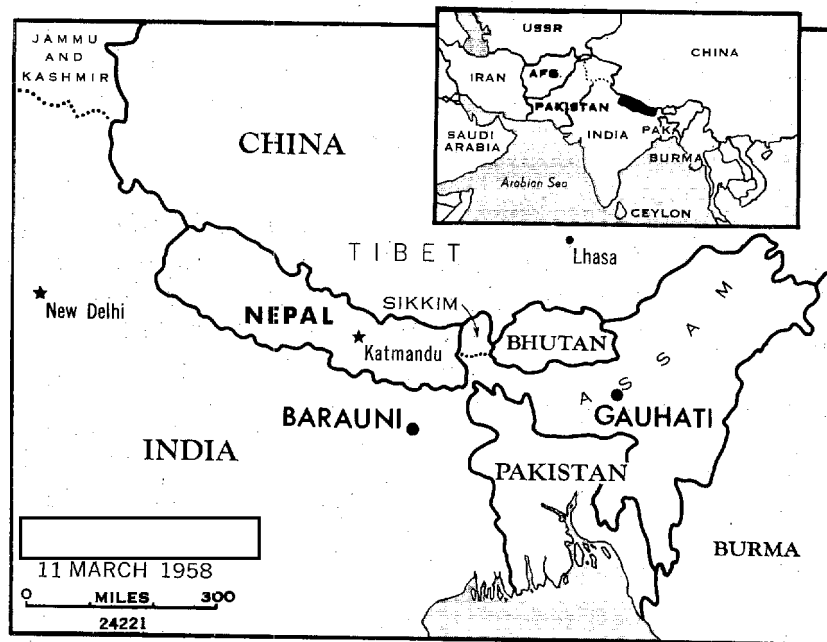 JAMMU
AND
KASHMIR
CHINA
TIBET
Lhasa
New Delhi
NEPAL
Katmandu
SIKKIM
BHUTAN
ASSAM
BARAUNI
GAUHATI
INDIA
PAKISTAN
BURMA
11 MARCH 1958
0 MILES 300
24221
USSR
CHINA
IRAN
AFG.
PAKISTAN
SAUDI
ARABIA
INDIA
PAK.
BURMA
Arabian Sea
CEYLON